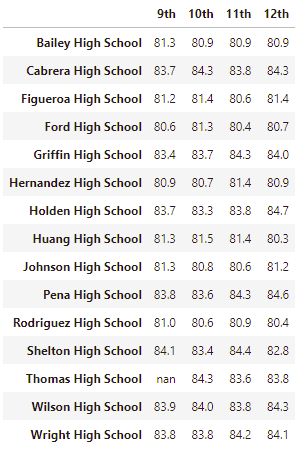 9th 10th 11th 12th
Bailey High School 81.3 80.9 80.9 80.9
Cabrera High School 83.7 84.3 83.8 84.3
Figueroa High School 81.2 81.4 80.6 81.4
Ford High School 80.6 81.3 80.4 80.7
Griffin High School 83.4 83.7 84.3 84.0
Hernandez High School 80.9 80.7 81.4 80.9
Holden High School 83.7 83.3 83.8 84.7
Huang High School 81.3 81.5 81.4 80.3
Johnson High School 81.3 80.8 80.6 81.2
Pena High School 83.8 83.6 84.3 84.6
Rodriguez High School 81.0 80.6 80.9 80.4
Shelton High School 84.1 83.4 84.4 82.8
Thomas High School nan 84.3 83.6 83.8
Wilson High School 83.9 84.0 83.8 84.3
Wright High School 83.8 83.8 84.2 84.1